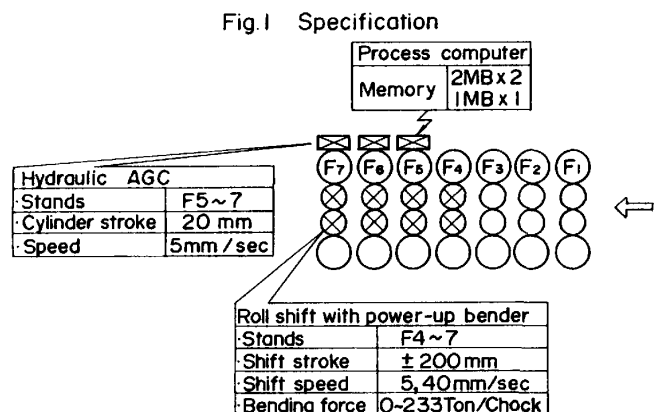 Fig.1 Specification
Process computer
Memory 2MB x 2
1MB x 1
F7 F6 F5 F4 F3 F2 F1
Hydraulic AGC
·Stands F5~7
·Cylinder stroke 20 mm
·Speed 5mm/sec
Roll shift with power-up bender
·Stands F4~7
·Shift stroke ±200mm
·Shift speed 5,40mm/sec
·Bending force 0~233Ton/Chock